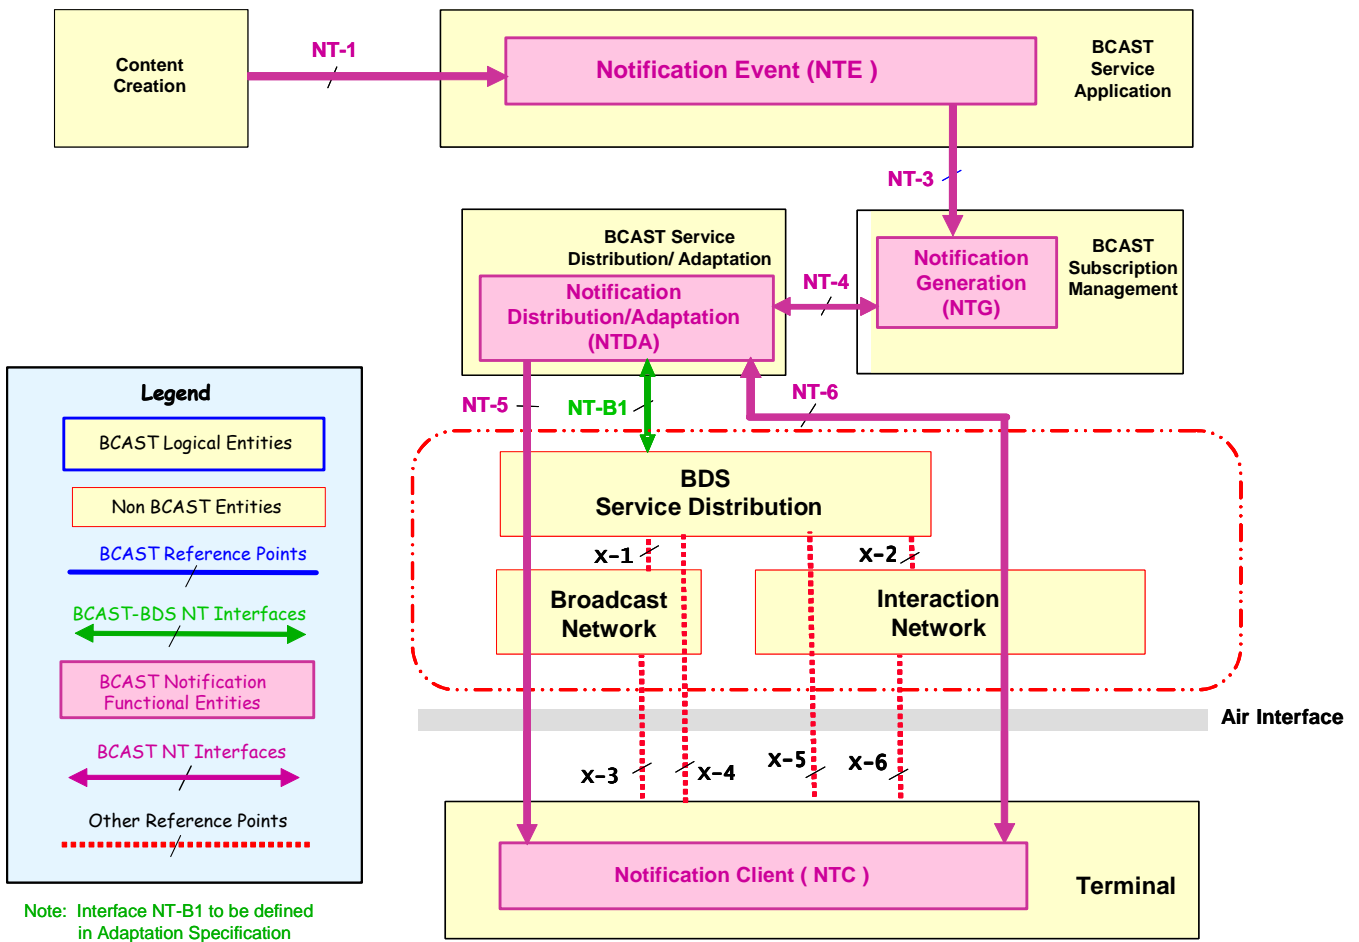 Content
Creation
NT-1
Notification Event (NTE )
BCAST
Service
Application
NT-3
BCAST Service
Distribution/ Adaptation
Notification
Distribution/Adaptation
(NTDA)
NT-4
Notification
Generation
(NTG)
BCAST
Subscription
Management
NT-5
NT-B1
NT-6
BDS
Service Distribution
X-1
X-2
Broadcast
Network
Interaction
Network
Air Interface
X-3
X-4
X-5
X-6
Notification Client ( NTC )
Terminal
Legend
BCAST Logical Entities
Non BCAST Entities
BCAST Reference Points
BCAST-BDS NT Interfaces
BCAST Notification
Functional Entities
BCAST NT Interfaces
Other Reference Points
Note: Interface NT-B1 to be defined
in Adaptation Specification